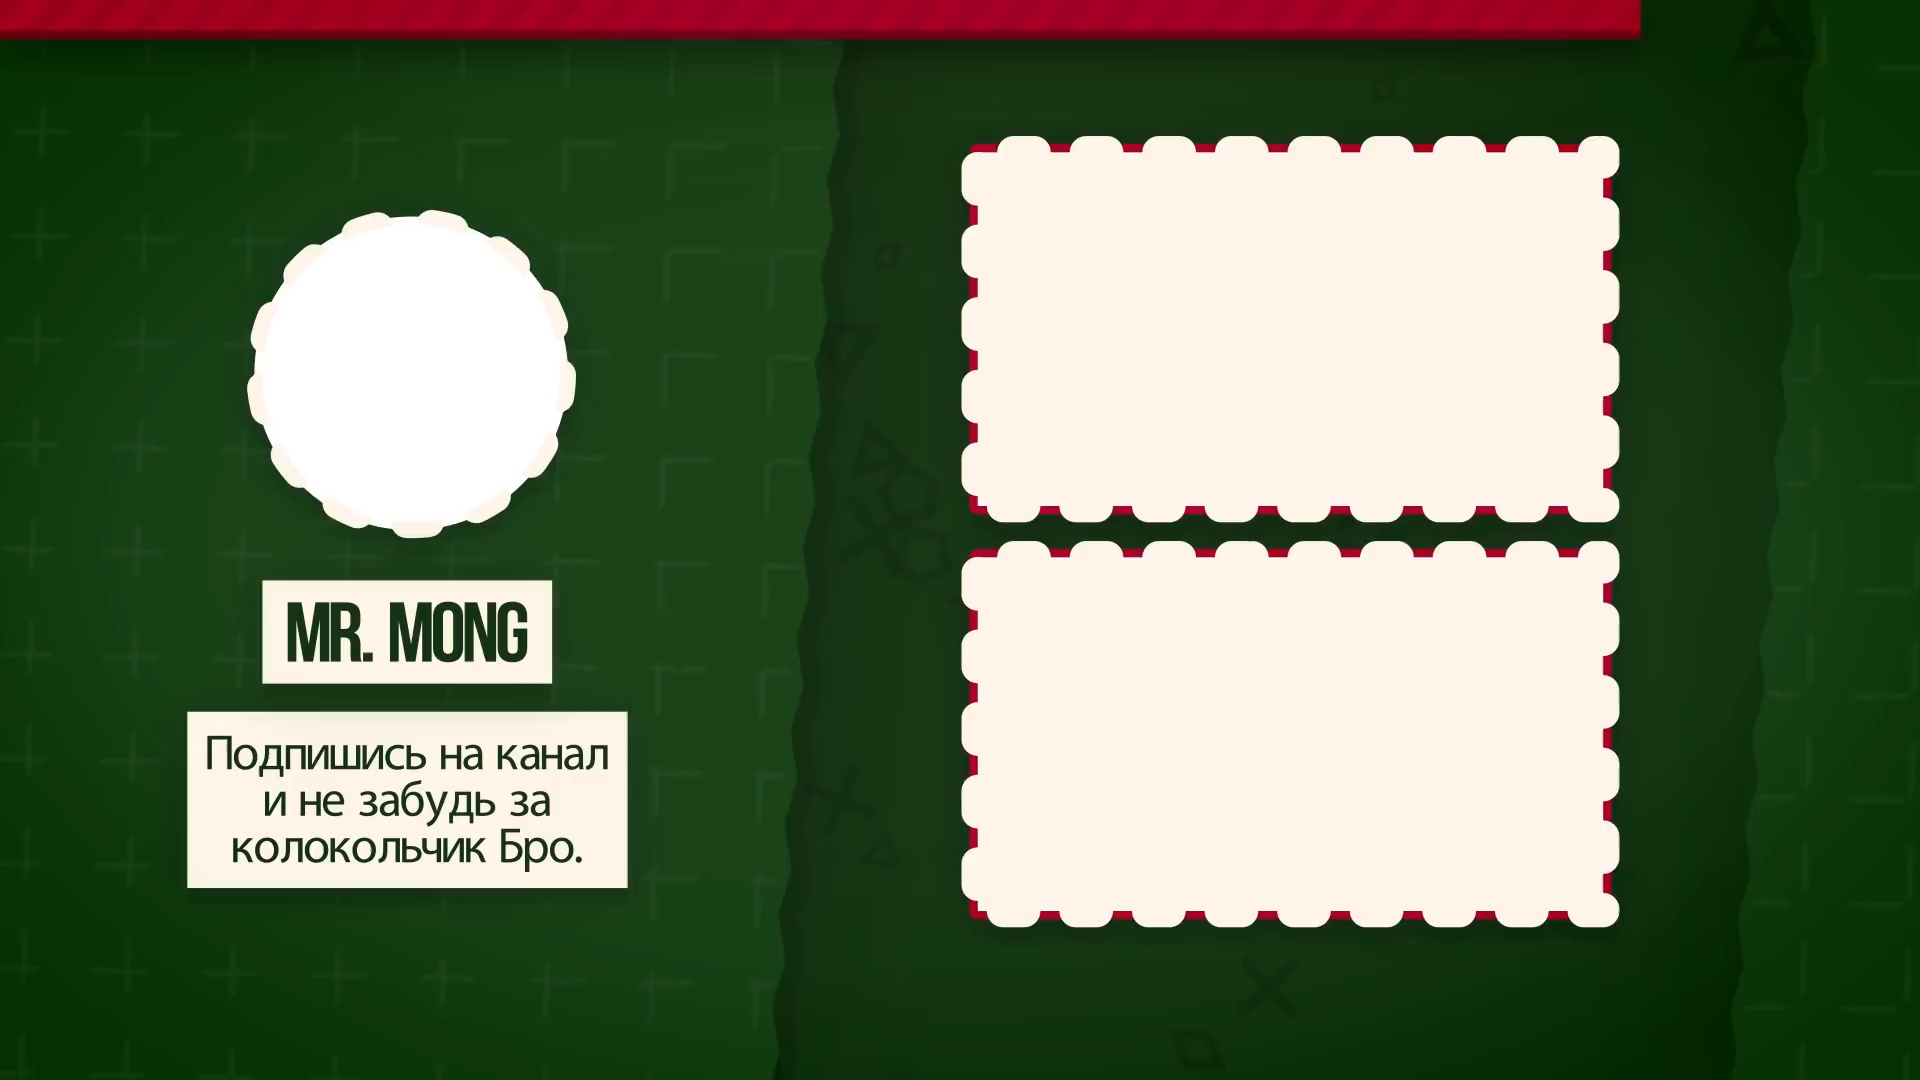 MR. MONG
Подпишись на канал
и не забудь за
колокольчик Бро.